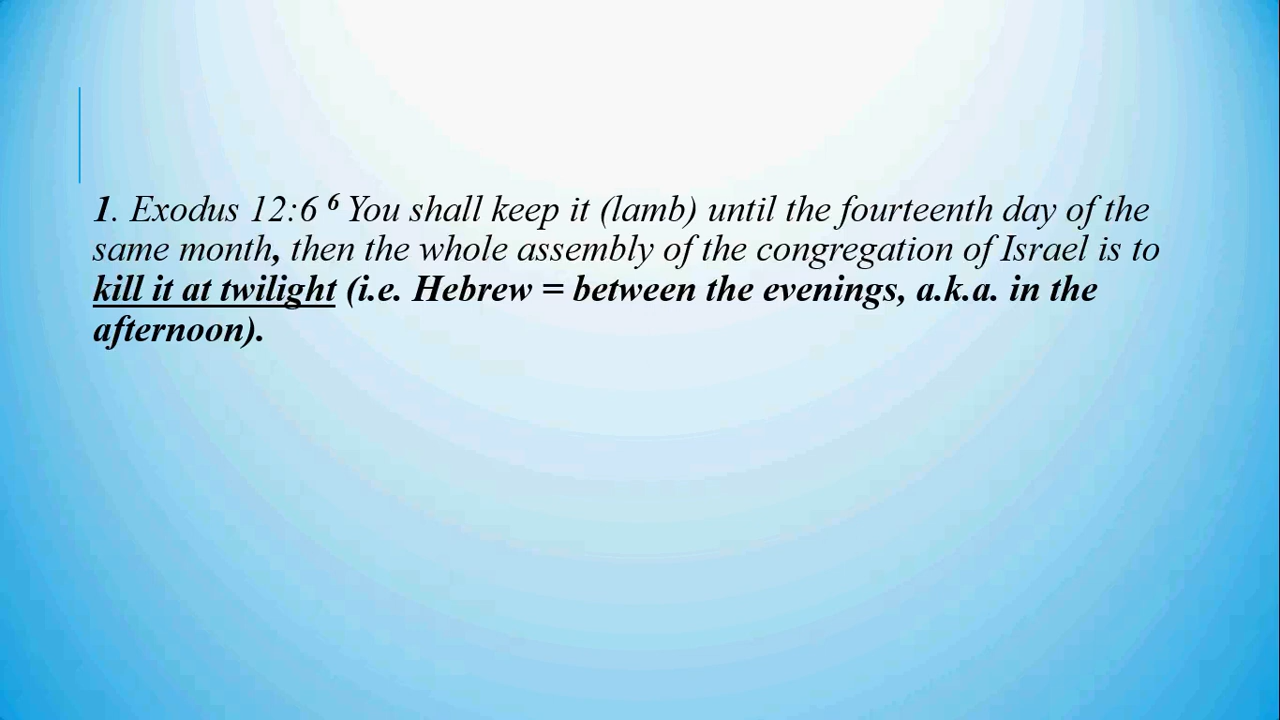 1. Exodus 12:6 ⁶ You shall keep it (lamb) until the fourteenth day of the
same month, then the whole assembly of the congregation of Israel is to
kill it at twilight (i.e. Hebrew = between the evenings, a.k.a. in the
afternoon).